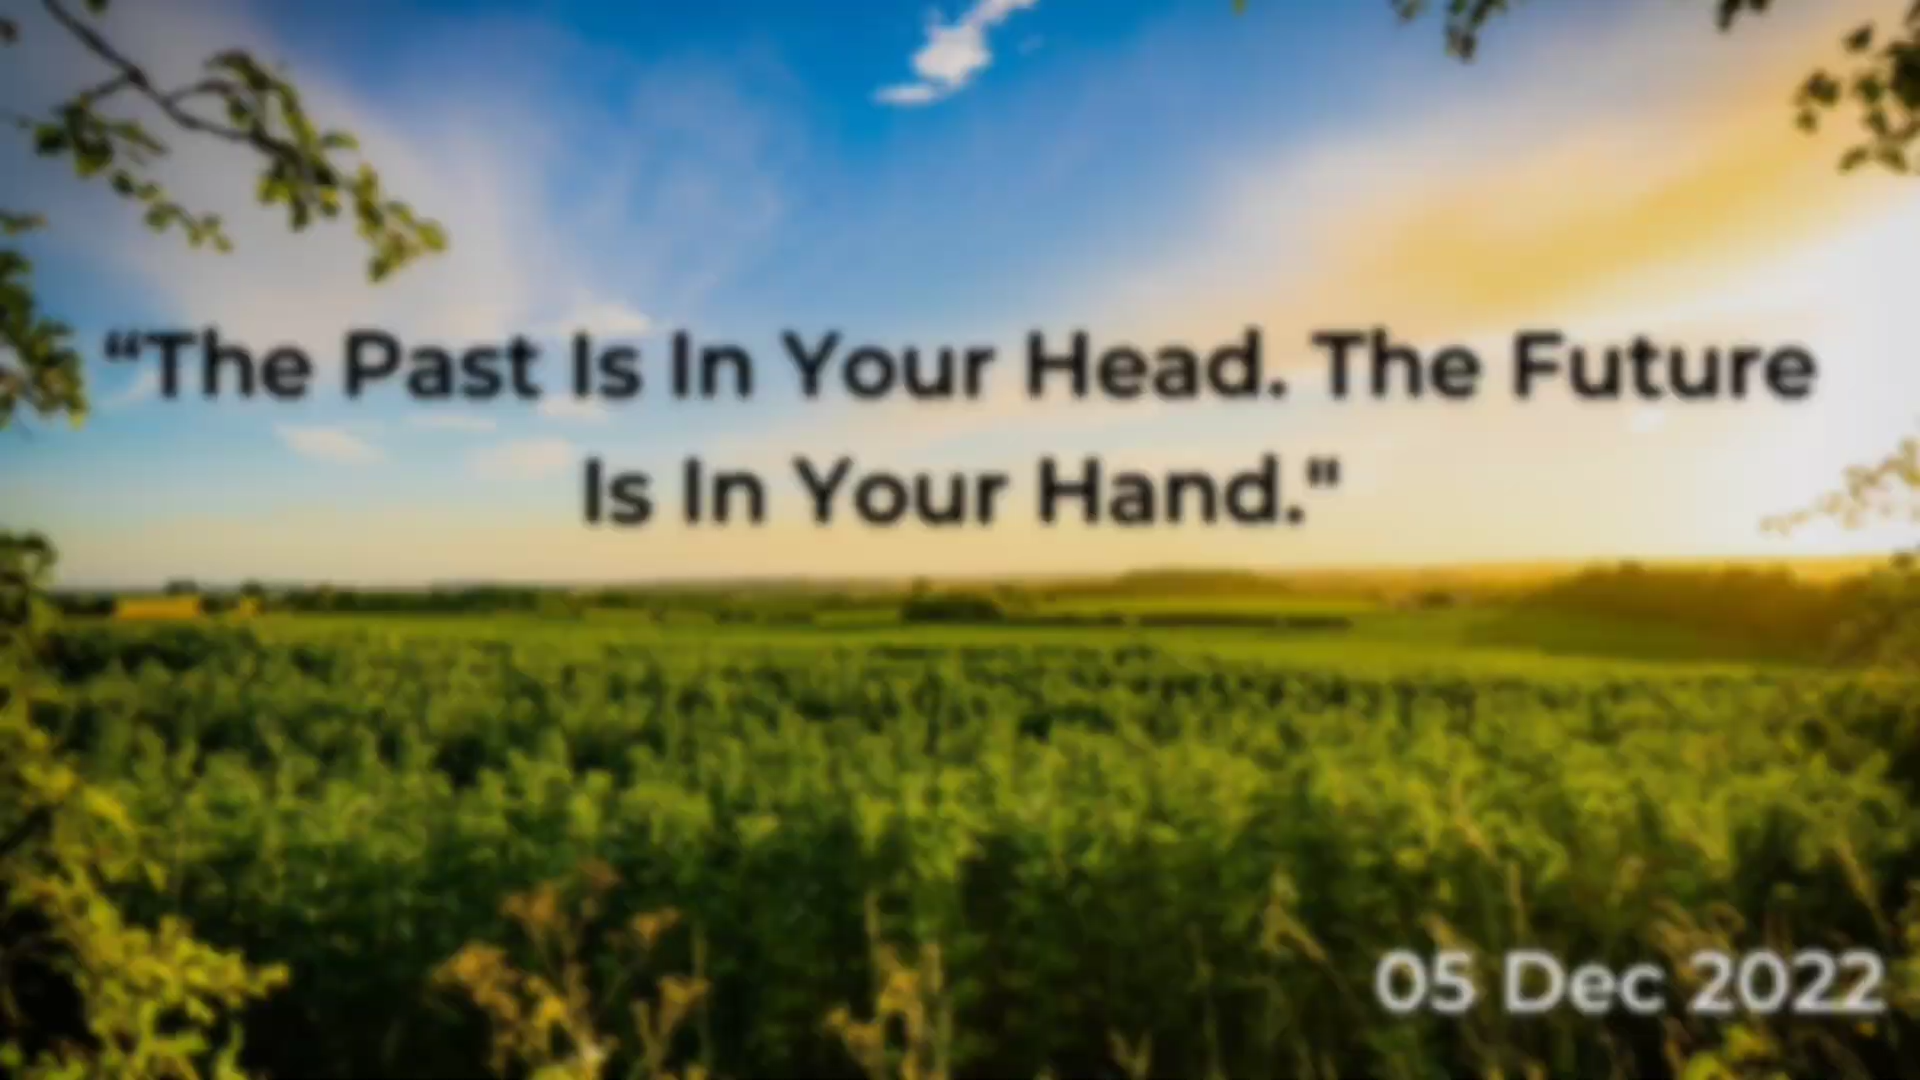 “The Past Is In Your Head. The Future
Is In Your Hand."
05 Dec 2022